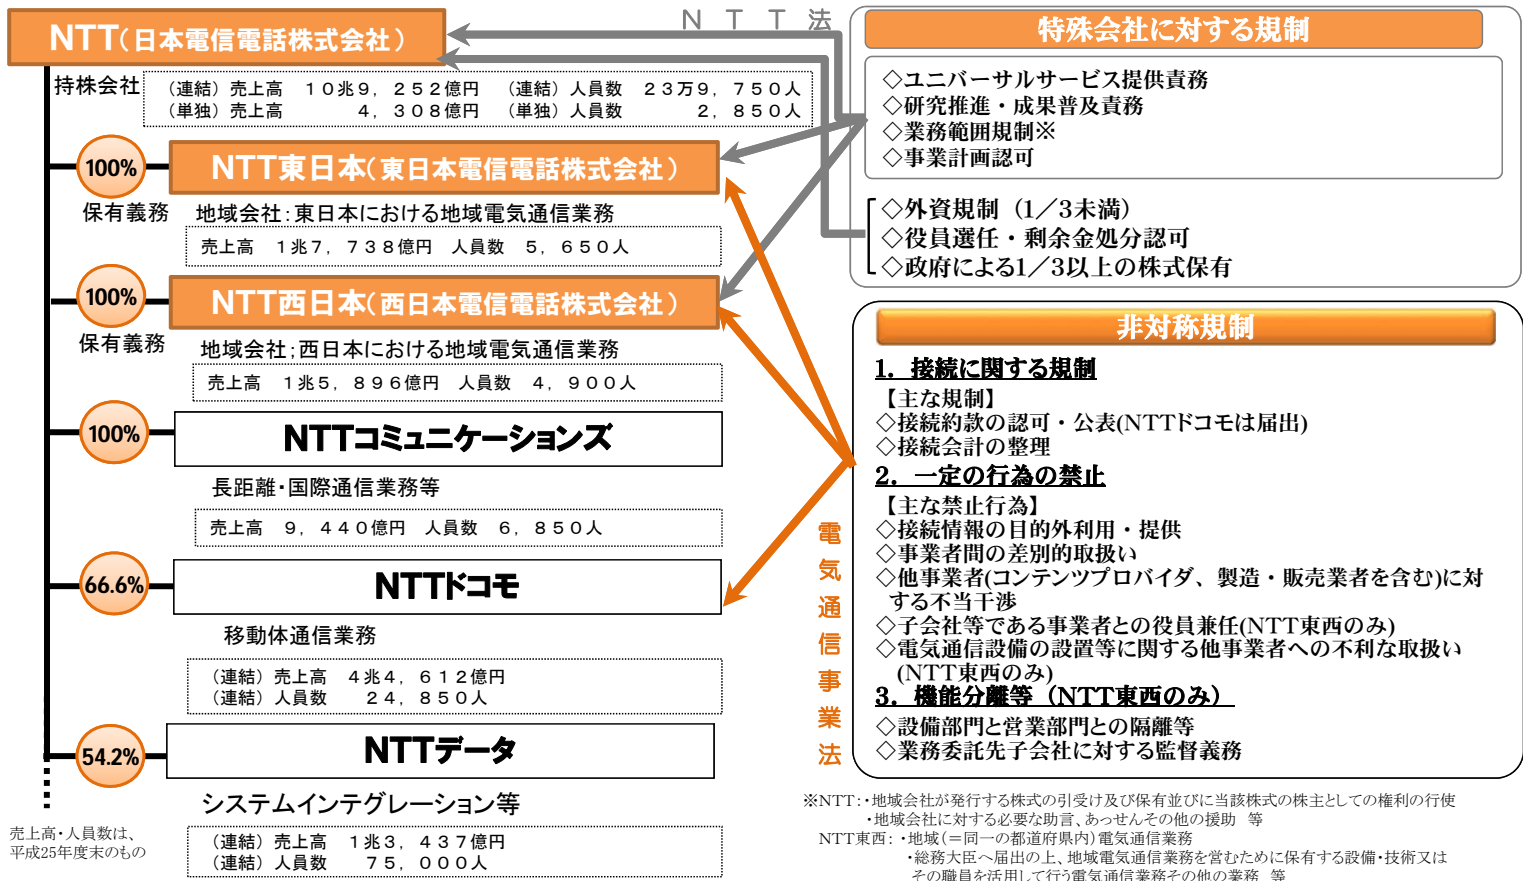 NTT(日本電信電話株式会社)
持株会社
(連結)売上高 10兆9,252億円 (連結)人員数 23万9,750人
(単独)売上高 4,308億円 (単独)人員数 2,850人
100%
保有義務
NTT東日本(東日本電信電話株式会社)
地域会社:東日本における地域電気通信業務
売上高 1兆7,738億円 人員数 5,650人
100%
保有義務
NTT西日本(西日本電信電話株式会社)
地域会社;西日本における地域電気通信業務
売上高 1兆5,896億円 人員数 4,900人
100%
NTTコミュニケーションズ
長距離・国際通信業務等
売上高 9,440億円 人員数 6,850人
66.6%
NTTドコモ
移動体通信業務
(連結)売上高 4兆4,612億円
(連結)人員数 24,850人
54.2%
NTTデータ
システムインテグレーション等
(連結)売上高 1兆3,437億円
(連結)人員数 75,000人
売上高・人員数は、
平成25年度末のもの
NTT法
特殊会社に対する規制
◇ユニバーサルサービス提供責務
◇研究推進・成果普及責務
◇業務範囲規制※
◇事業計画認可
◇外資規制(1/3未満)
◇役員選任・剰余金処分認可
◇政府による1/3以上の株式保有
電気通信事業法
非対称規制
1.接続に関する規制
【主な規制】
◇接続約款の認可・公表(NTTドコモは届出)
◇接続会計の整理
2.一定の行為の禁止
【主な禁止行為】
◇接続情報の目的外利用・提供
◇事業者間の差別的取扱い
◇他事業者(コンテンツプロバイダ、製造・販売業者を含む)に対
する不当干渉
◇子会社等である事業者との役員兼任(NTT東西のみ)
◇電気通信設備の設置等に関する他事業者への不利な取扱い
(NTT東西のみ)
3.機能分離等(NTT東西のみ)
◇設備部門と営業部門との隔離等
◇業務委託先子会社に対する監督義務
※NTT:・地域会社が発行する株式の引受け及び保有並びに当該株式の株主としての権利の行使
・地域会社に対する必要な助言、あっせんその他の援助 等
NTT東西:・地域(=同一の都道府県内)電気通信業務
・総務大臣へ届出の上、地域電気通信業務を営むために保有する設備・技術又は
その職員を活用して行う電気通信業務その他の業務 等